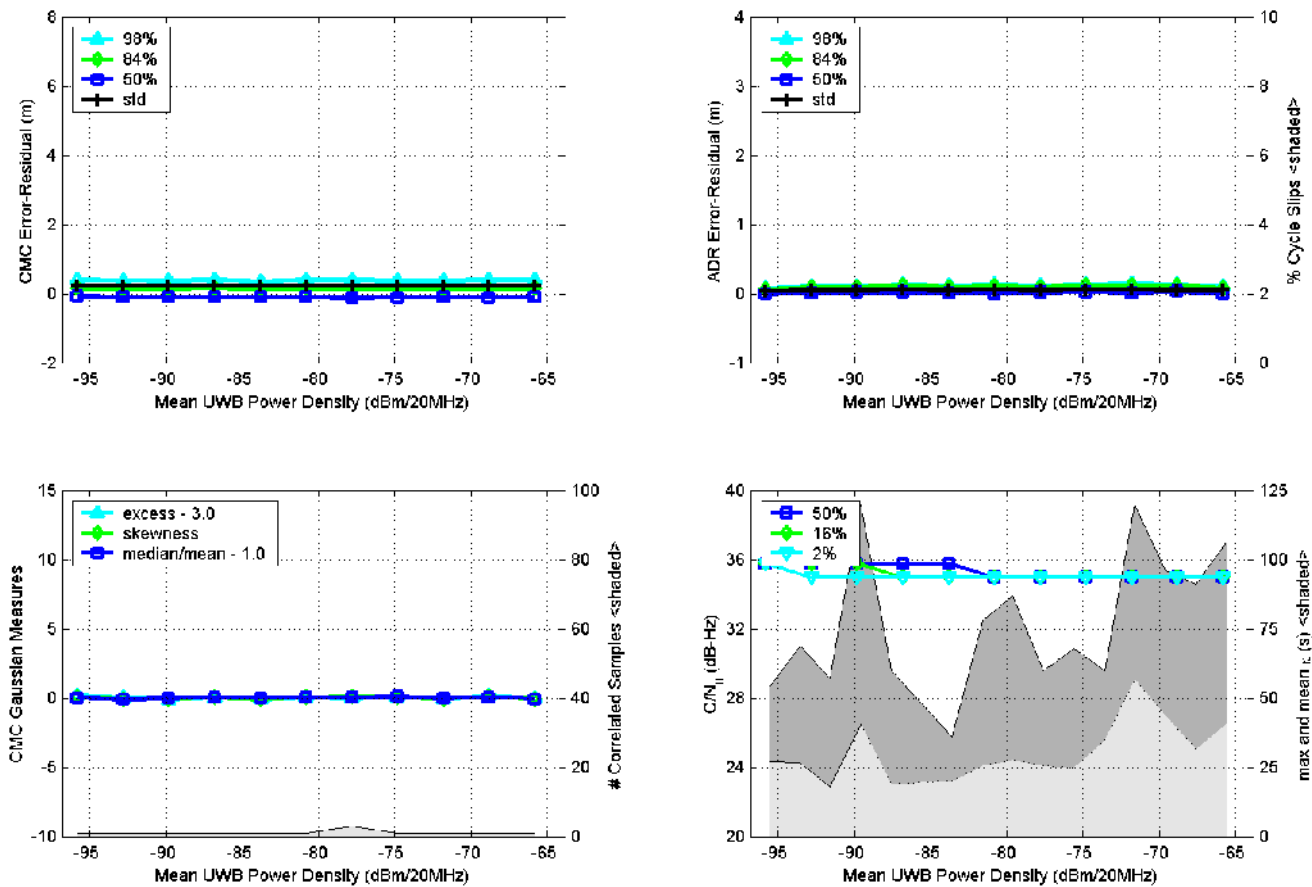 98%
84%
50%
std
8
6
4
2
0
-2
CMC Error-Residual (m)
-95 -90 -85 -80 -75 -70 -65
Mean UWB Power Density (dBm/20MHz)
98%
84%
50%
std
4
3
2
1
0
-1
ADR Error-Residual (m)
10
8
6
4
2
0
% Cycle Slips <shaded>
-95 -90 -85 -80 -75 -70 -65
Mean UWB Power Density (dBm/20MHz)
excess - 3.0
skewness
median/mean - 1.0
15
10
5
0
-5
-10
CMC Gaussian Measures
100
80
60
40
20
0
# Correlated Samples <shaded>
-95 -90 -85 -80 -75 -70 -65
Mean UWB Power Density (dBm/20MHz)
50%
16%
2%
40
36
32
28
24
20
C/N (dB-Hz)
125
100
75
50
25
0
max and mean (s) <shaded>
-95 -90 -85 -80 -75 -70 -65
Mean UWB Power Density (dBm/20MHz)